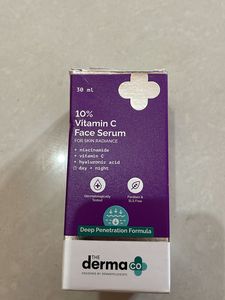 30 ml
10%
Vitamin C
Face Serum
FOR SKIN RADIANCE
+ niacinamide
+ vitamin C
+ hyaluronic acid
day + night
Dermatologically
Tested
Paraben &
SLS Free
Deep Penetration Formula
THE
derma co